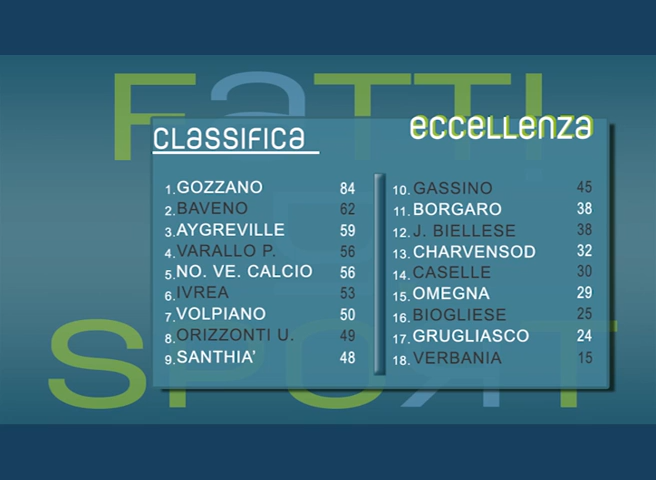 FATTI
CLASSIFICA
eccellenza
1.GOZZANO 84
2.BAVENO 62
3.AYGREVILLE 59
4.VARALLO P. 56
5.NO. VE. CALCIO 56
6.IVREA 53
7.VOLPIANO 50
8.ORIZZONTI U. 49
9.SANTHIA' 48
10.GASSINO 45
11.BORGARO 38
12.J. BIELLESE 38
13.CHARVENSOD 32
14.CASELLE 30
15.OMEGNA 29
16.BIOGLIESE 25
17.GRUGLIASCO 24
18.VERBANIA 15
SPORT